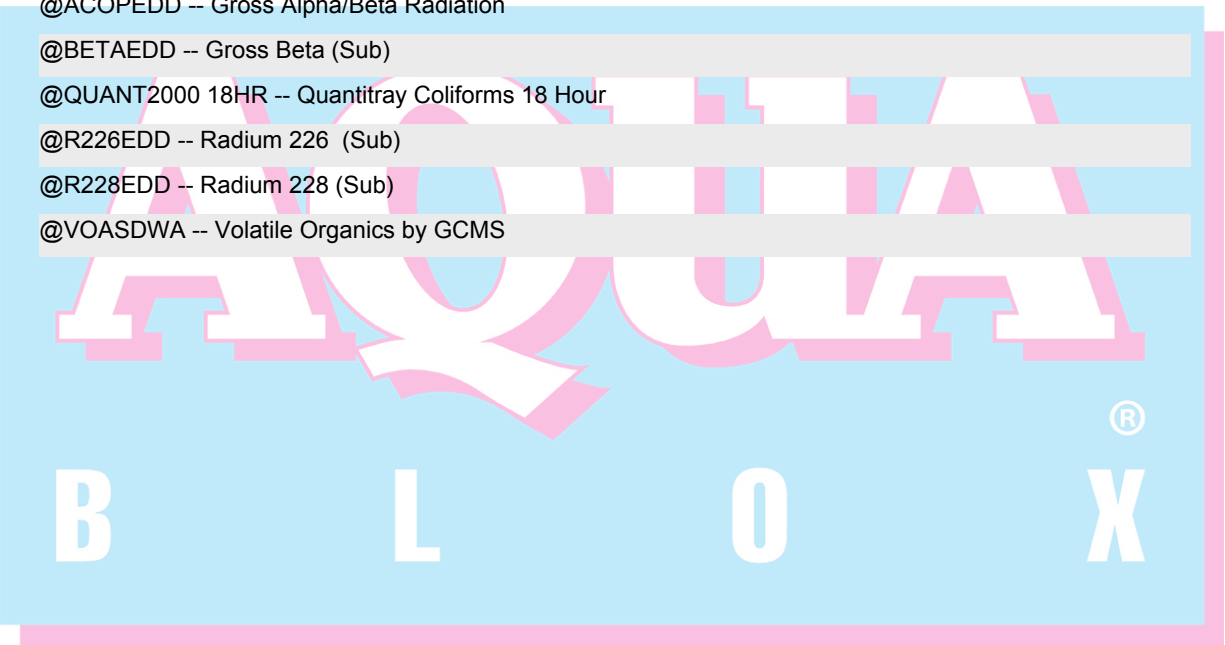 @ACOPEDD -- Gross Alpha/Beta Radiation
@BETAEDD -- Gross Beta (Sub)
@QUANT2000 18HR -- Quantitray Coliforms 18 Hour
@R226EDD -- Radium 226 (Sub)
@R228EDD -- Radium 228 (Sub)
@VOASDWA -- Volatile Organics by GCMS
AQUA
®
BLOX